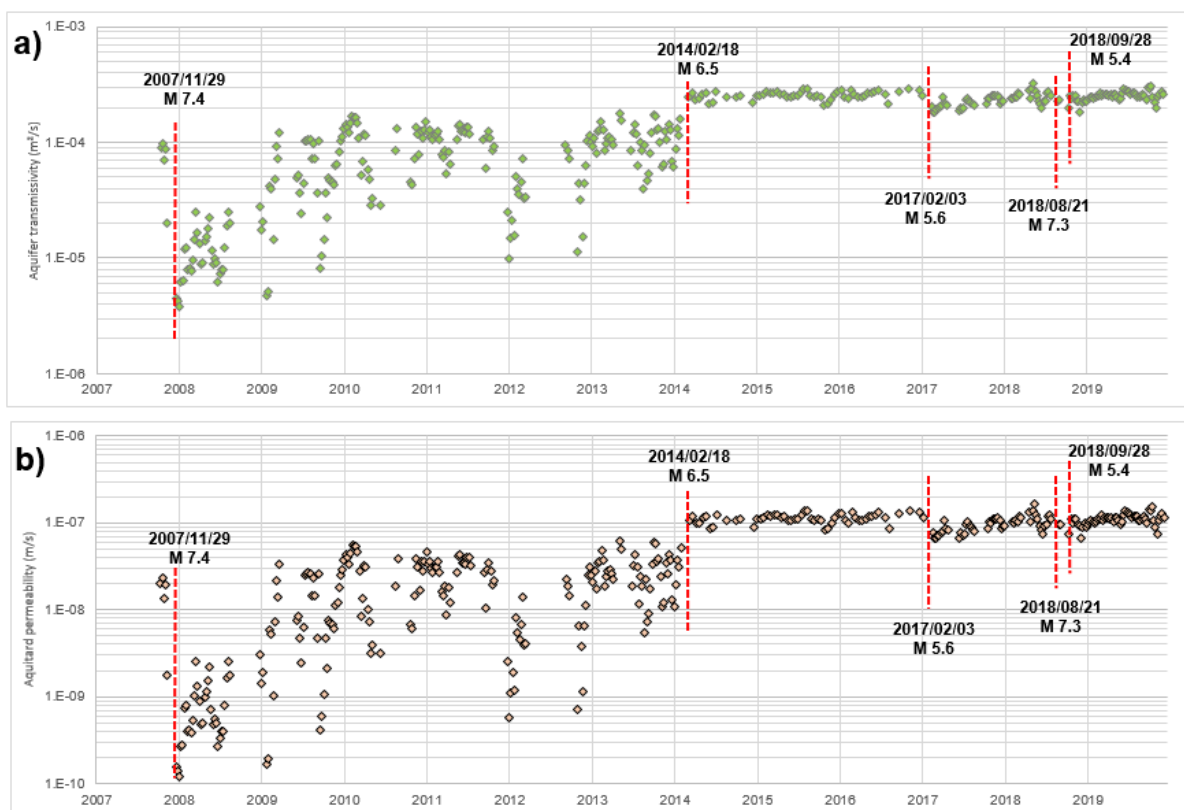 a)
1.E-03
1.E-04
1.E-05
1.E-06
Aquifer transmissivity (m²/s)
2007/11/29
M 7.4
2014/02/18
M 6.5
2018/09/28
M 5.4
2017/02/03
M 5.6
2018/08/21
M 7.3
2007 2008 2009 2010 2011 2012 2013 2014 2015 2016 2017 2018 2019
b)
1.E-06
1.E-07
1.E-08
1.E-09
1.E-10
Aquitard permeability (m/s)
2007/11/29
M 7.4
2014/02/18
M 6.5
2018/09/28
M 5.4
2017/02/03
M 5.6
2018/08/21
M 7.3
2007 2008 2009 2010 2011 2012 2013 2014 2015 2016 2017 2018 2019